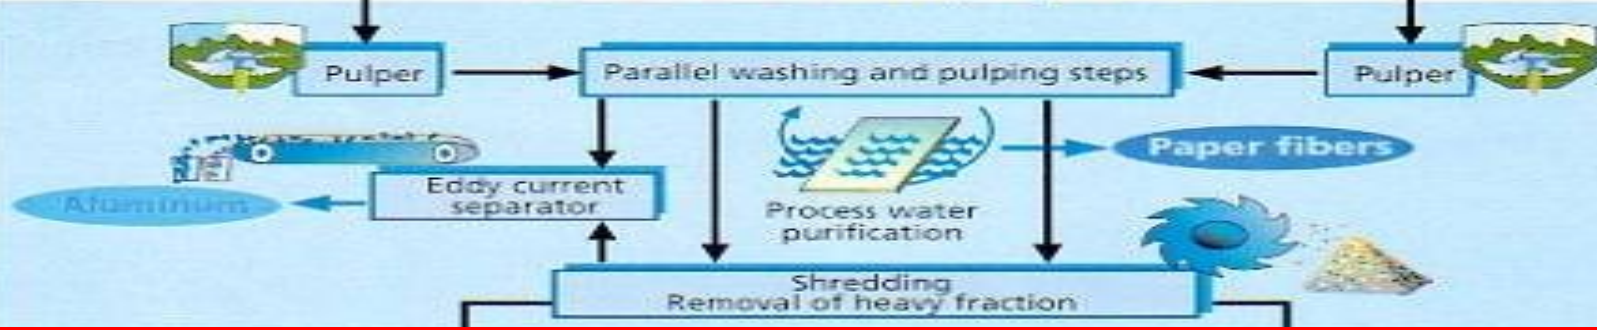 Pulper
Parallel washing and pulping steps
Pulper
Paper fibers
Eddy current
separator
Aluminum
Process water
purification
Shredding
Removal of heavy fraction